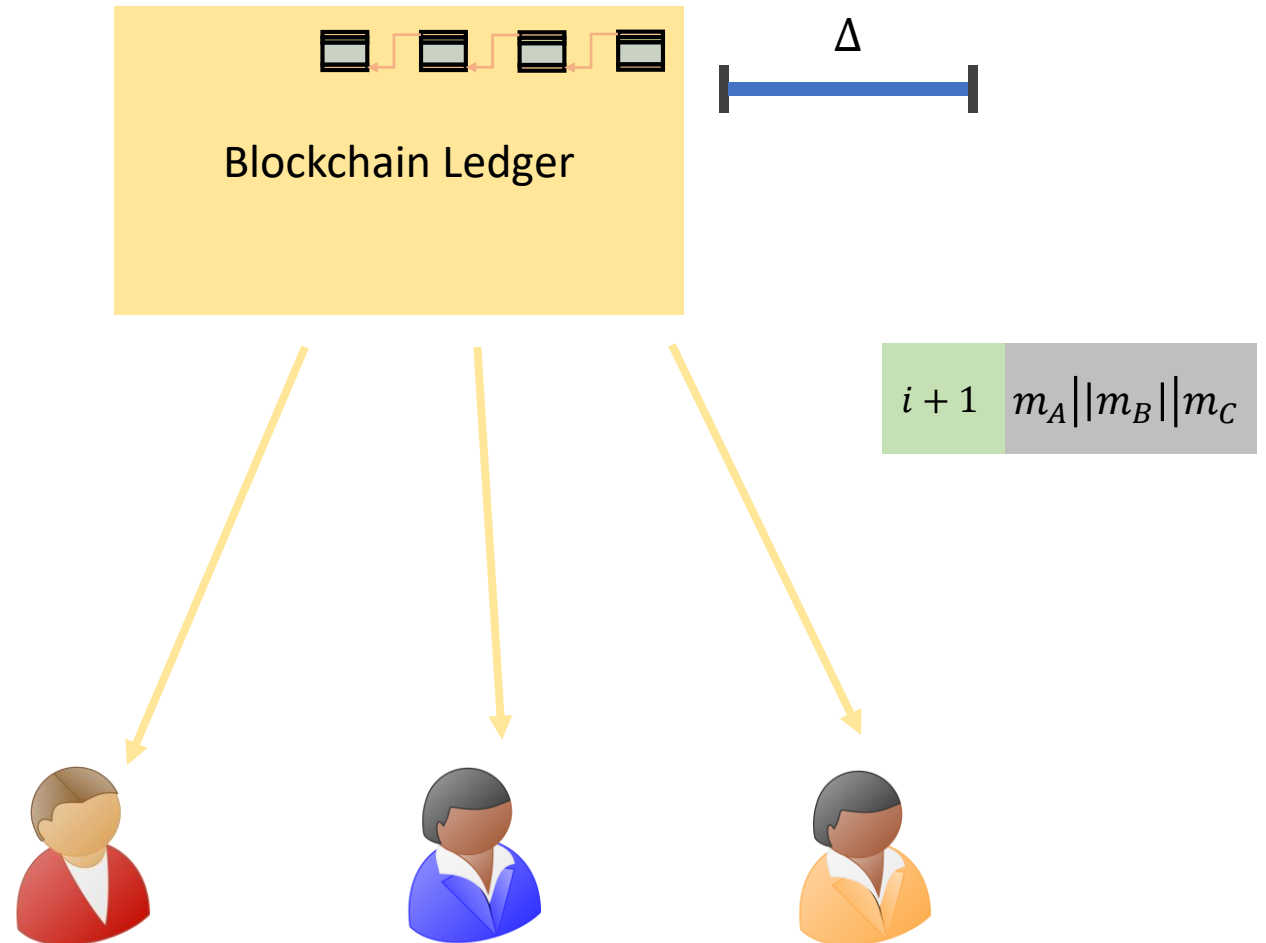 Δ
Blockchain Ledger
i + 1 m_A||m_B||m_C